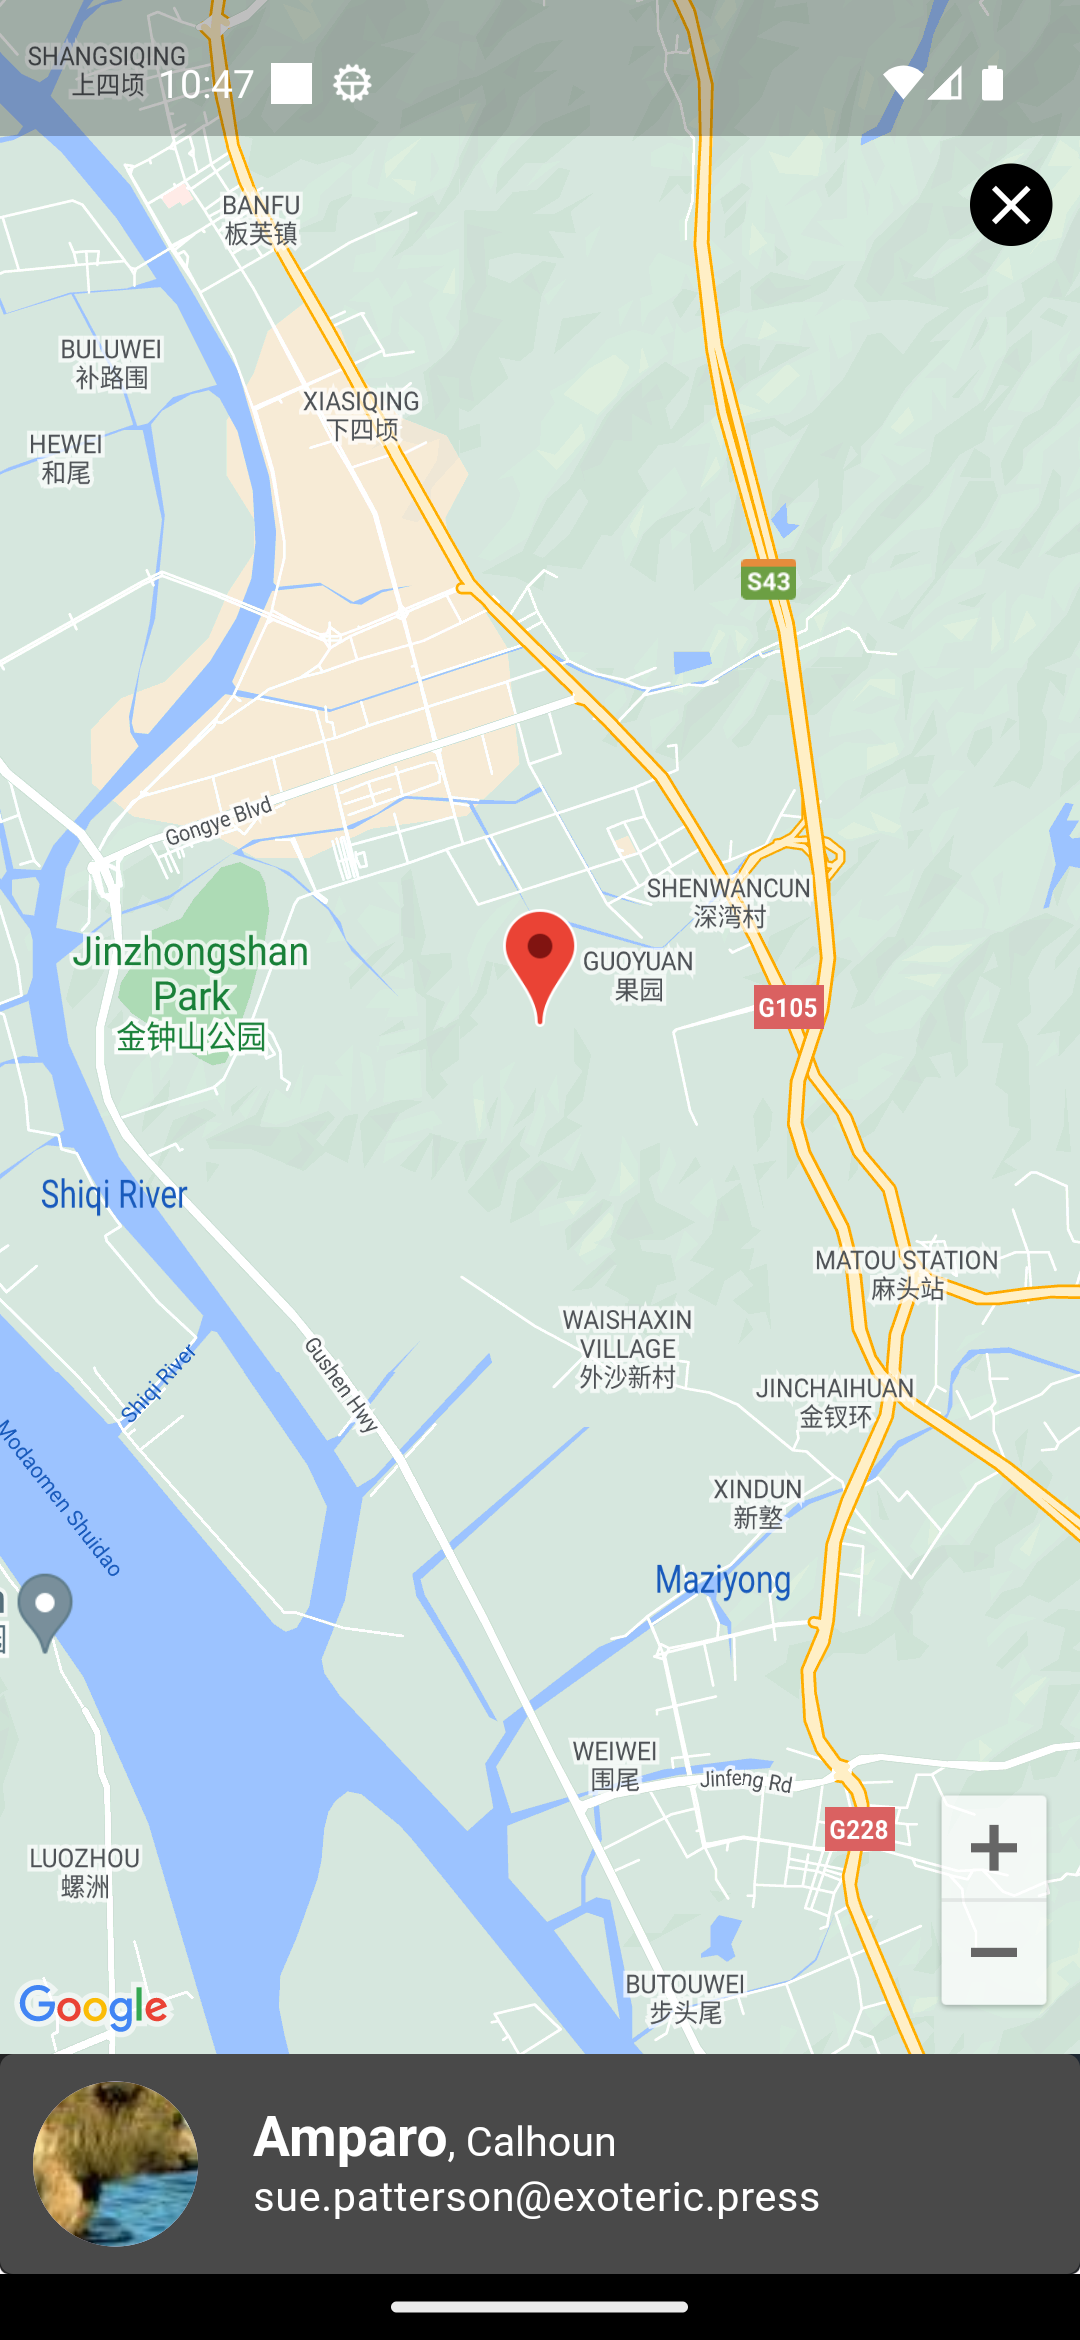 SHANGSIQING
上四顷
10:47
BANFU
板芙镇
BULUWEI
补路围
XIASIQING
下四顷
HEWEI
和尾
S43
Gongye Blvd
SHENWANCUN
深湾村
Jinzhongshan
Park
金钟山公园
GUOYUAN
果园
G105
Shiqi River
MATOU STATION
麻头站
WAISHAXIN
VILLAGE
外沙新村
Gushen Hwy
Shiqi River
JINCHAIHUAN
金钗环
Modaomen Shuidao
XINDUN
新墪
Maziyong
WEIWEI
围尾
Jinfeng Rd
G228
LUOZHOU
螺洲
BUTOUWEI
步头尾
Google
Amparo, Calhoun
sue.patterson@exoteric.press